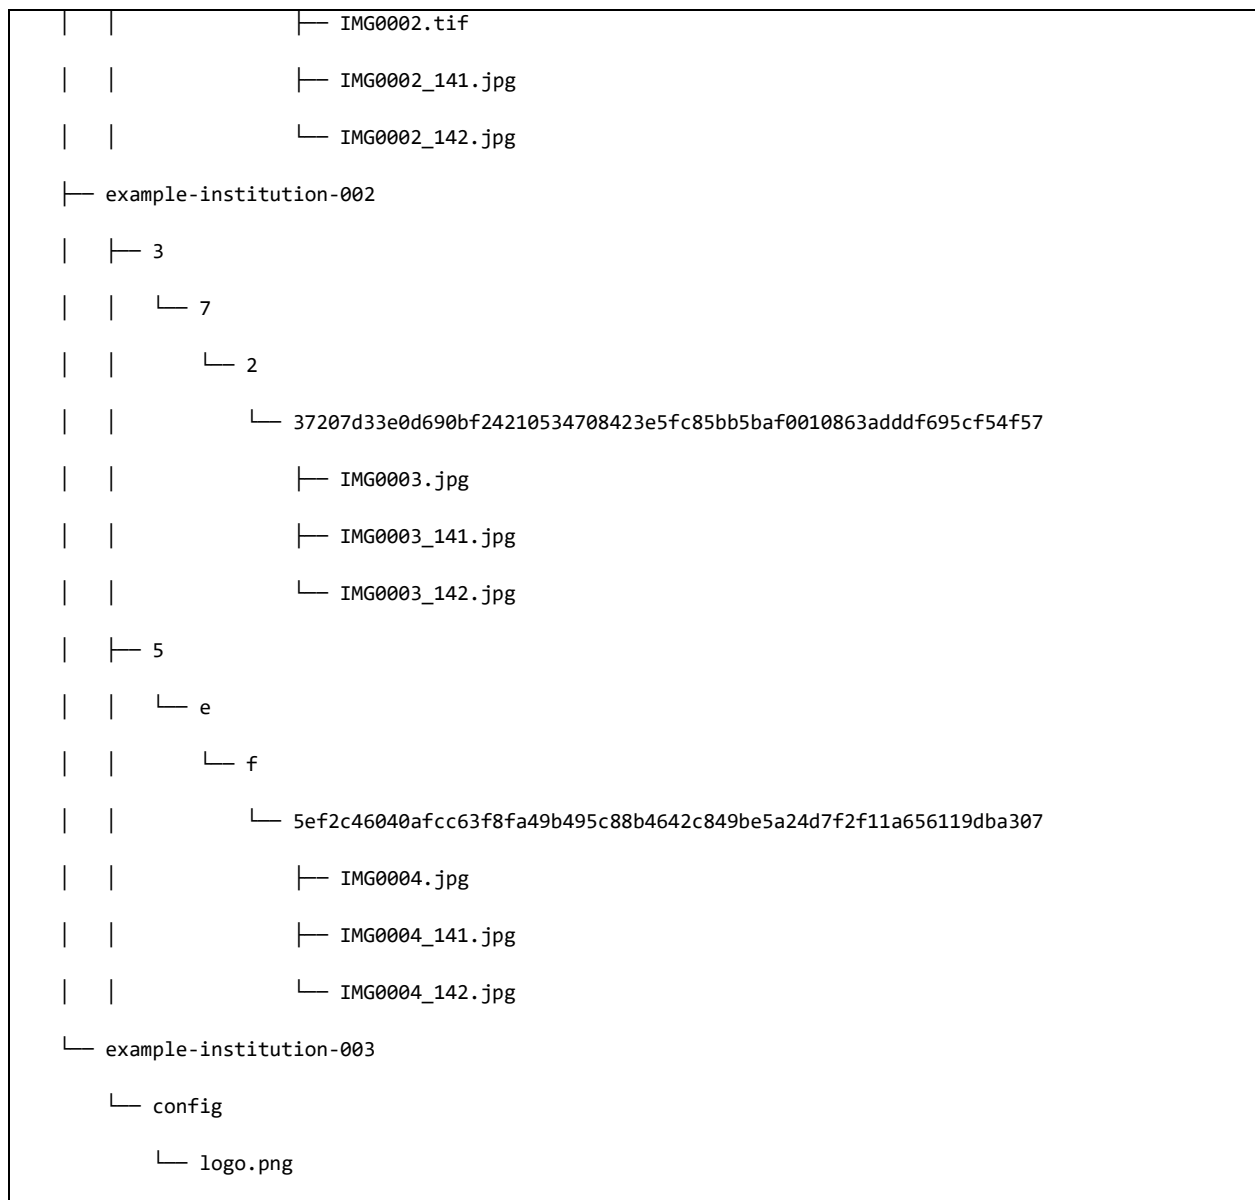 │   │               ├── IMG0002.tif
│   │               ├── IMG0002_141.jpg
│   │               └── IMG0002_142.jpg
├── example-institution-002
│   ├── 3
│   │   └── 7
│   │       └── 2
│   │           └── 37207d33e0d690bf24210534708423e5fc85bb5baf0010863adddf695cf54f57
│   │               ├── IMG0003.jpg
│   │               ├── IMG0003_141.jpg
│   │               └── IMG0003_142.jpg
│   ├── 5
│   │   └── e
│   │       └── f
│   │           └── 5ef2c46040afcc63f8fa49b495c88b4642c849be5a24d7f2f11a656119dba307
│   │               ├── IMG0004.jpg
│   │               ├── IMG0004_141.jpg
│   │               └── IMG0004_142.jpg
└── example-institution-003
    └── config
        └── logo.png